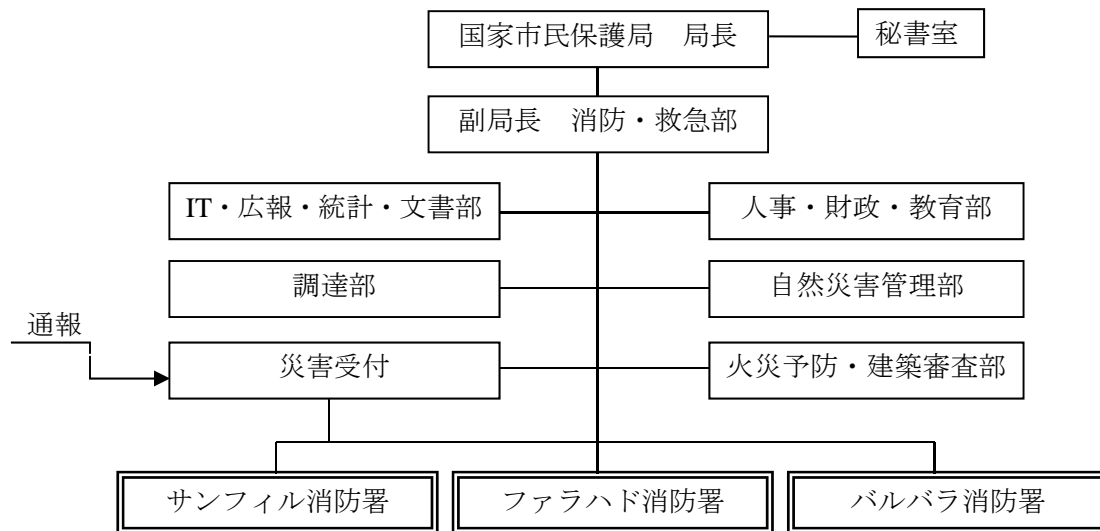 国家市民保護局　局長
秘書室
副局長　消防・救急部
IT・広報・統計・文書部
人事・財政・教育部
調達部
自然災害管理部
通報
災害受付
火災予防・建築審査部
サンフィル消防署
ファラハド消防署
バルバラ消防署